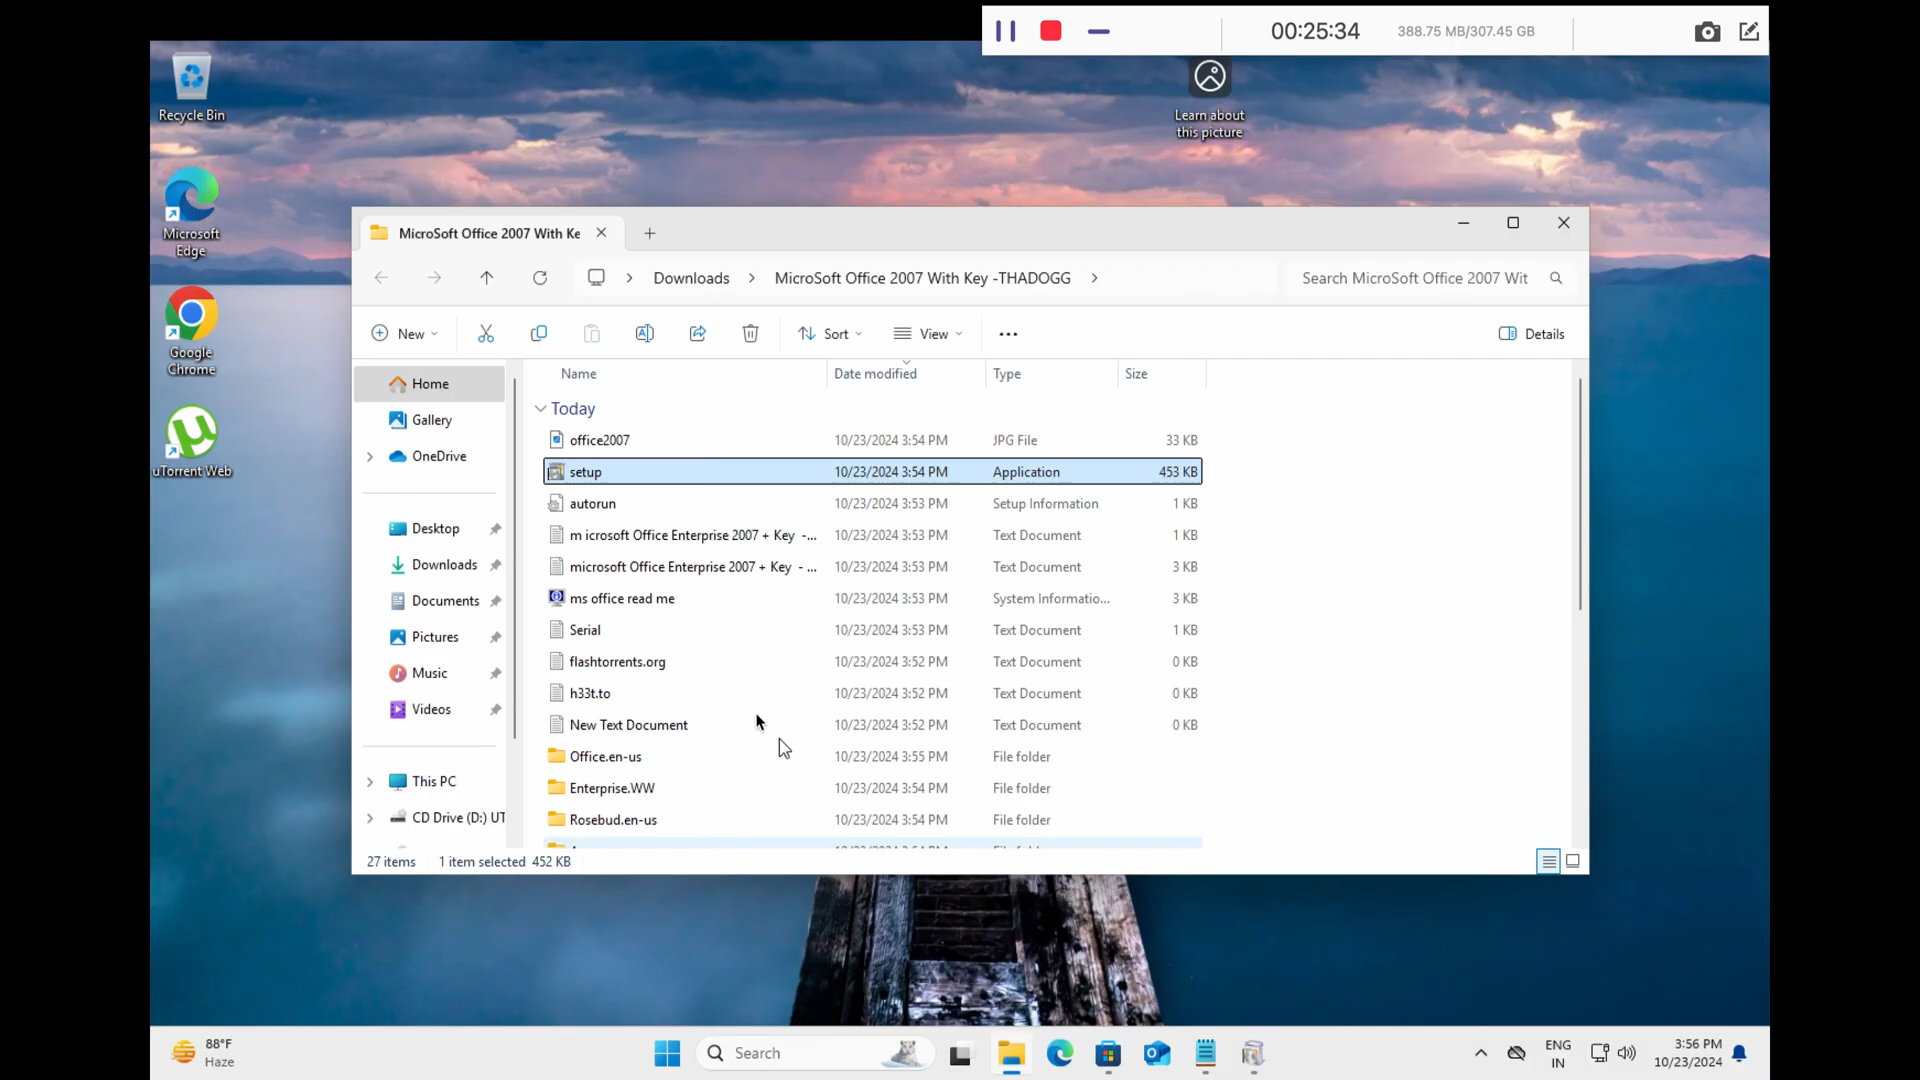 00:25:34
388.75 MB/307.45 GB
Recycle Bin
Learn about
this picture
Microsoft
Edge
Google
Chrome
uTorrent Web
MicroSoft Office 2007 With Ke
Downloads
MicroSoft Office 2007 With Key -THADOGG
Search MicroSoft Office 2007 Wit
New
Sort
View
Details
Home
Gallery
OneDrive
Desktop
Downloads
Documents
Pictures
Music
Videos
This PC
CD Drive (D:) UT
Name Date modified Type Size
Today
office2007 10/23/2024 3:54 PM JPG File 33 KB
setup 10/23/2024 3:54 PM Application 453 KB
autorun 10/23/2024 3:53 PM Setup Information 1 KB
m icrosoft Office Enterprise 2007 + Key -... 10/23/2024 3:53 PM Text Document 1 KB
microsoft Office Enterprise 2007 + Key - ... 10/23/2024 3:53 PM Text Document 3 KB
ms office read me 10/23/2024 3:53 PM System Informatio... 3 KB
Serial 10/23/2024 3:53 PM Text Document 1 KB
flashtorrents.org 10/23/2024 3:52 PM Text Document 0 KB
h33t.to 10/23/2024 3:52 PM Text Document 0 KB
New Text Document 10/23/2024 3:52 PM Text Document 0 KB
Office.en-us 10/23/2024 3:55 PM File folder
Enterprise.WW 10/23/2024 3:54 PM File folder
Rosebud.en-us 10/23/2024 3:54 PM File folder
27 items 1 item selected 452 KB
88°F
Haze
Search
ENG
IN
3:56 PM
10/23/2024